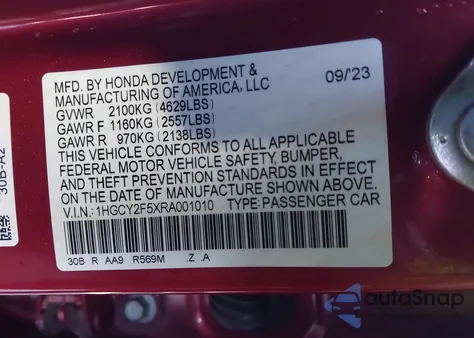 MFD. BY HONDA DEVELOPMENT & 09/'23
MANUFACTURING OF AMERICA, LLC
GVWR 2100KG (4629LBS)
GAWR F 1160KG (2557LBS)
GAWR R 970KG (2138LBS)
THIS VEHICLE CONFORMS TO ALL APPLICABLE
FEDERAL MOTOR VEHICLE SAFETY, BUMPER,
AND THEFT PREVENTION STANDARDS IN EFFECT
ON THE DATE OF MANUFACTURE SHOWN ABOVE.
V.I.N.: 1HGCY2F5XRA001010 TYPE:PASSENGER CAR
30B R AA9 R569M .Z .A
30B-A2
autoSnap